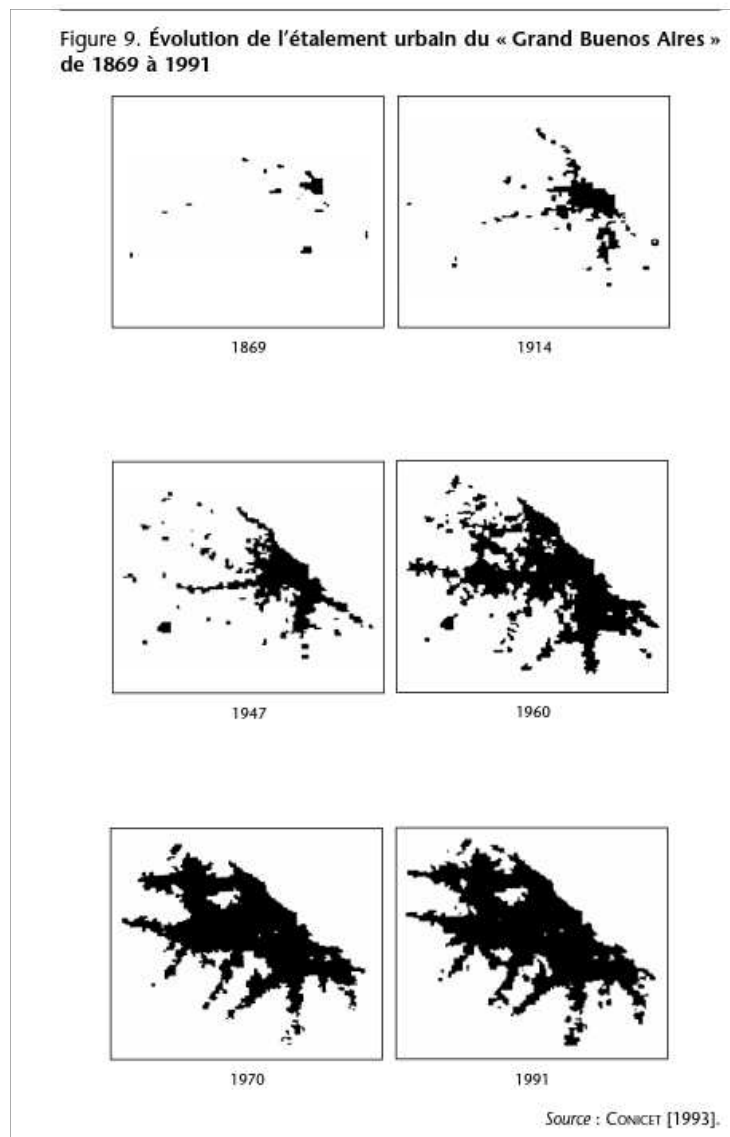 Figure 9. Évolution de l'étalement urbain du « Grand Buenos Aires »
de 1869 à 1991
1869
1914
1947
1960
1970
1991
Source : CONICET [1993].